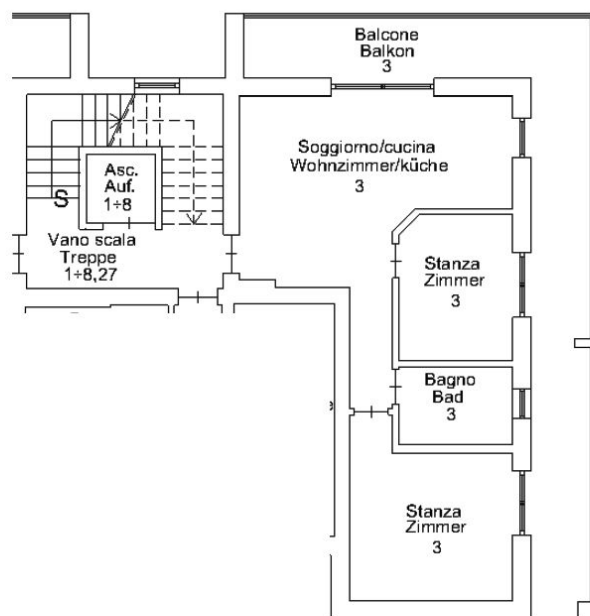 Balcone
Balkon
3
Soggiorno/cucina
Wohnzimmer/küche
3
Asc.
Auf.
1÷8
S
Vano scala
Treppe
1÷8,27
Stanza
Zimmer
3
Bagno
Bad
3
Stanza
Zimmer
3